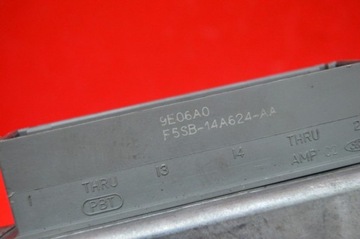 9E06A0
F5SB-14A624-AA
1 THRU 13 14 THRU
PBT AMP